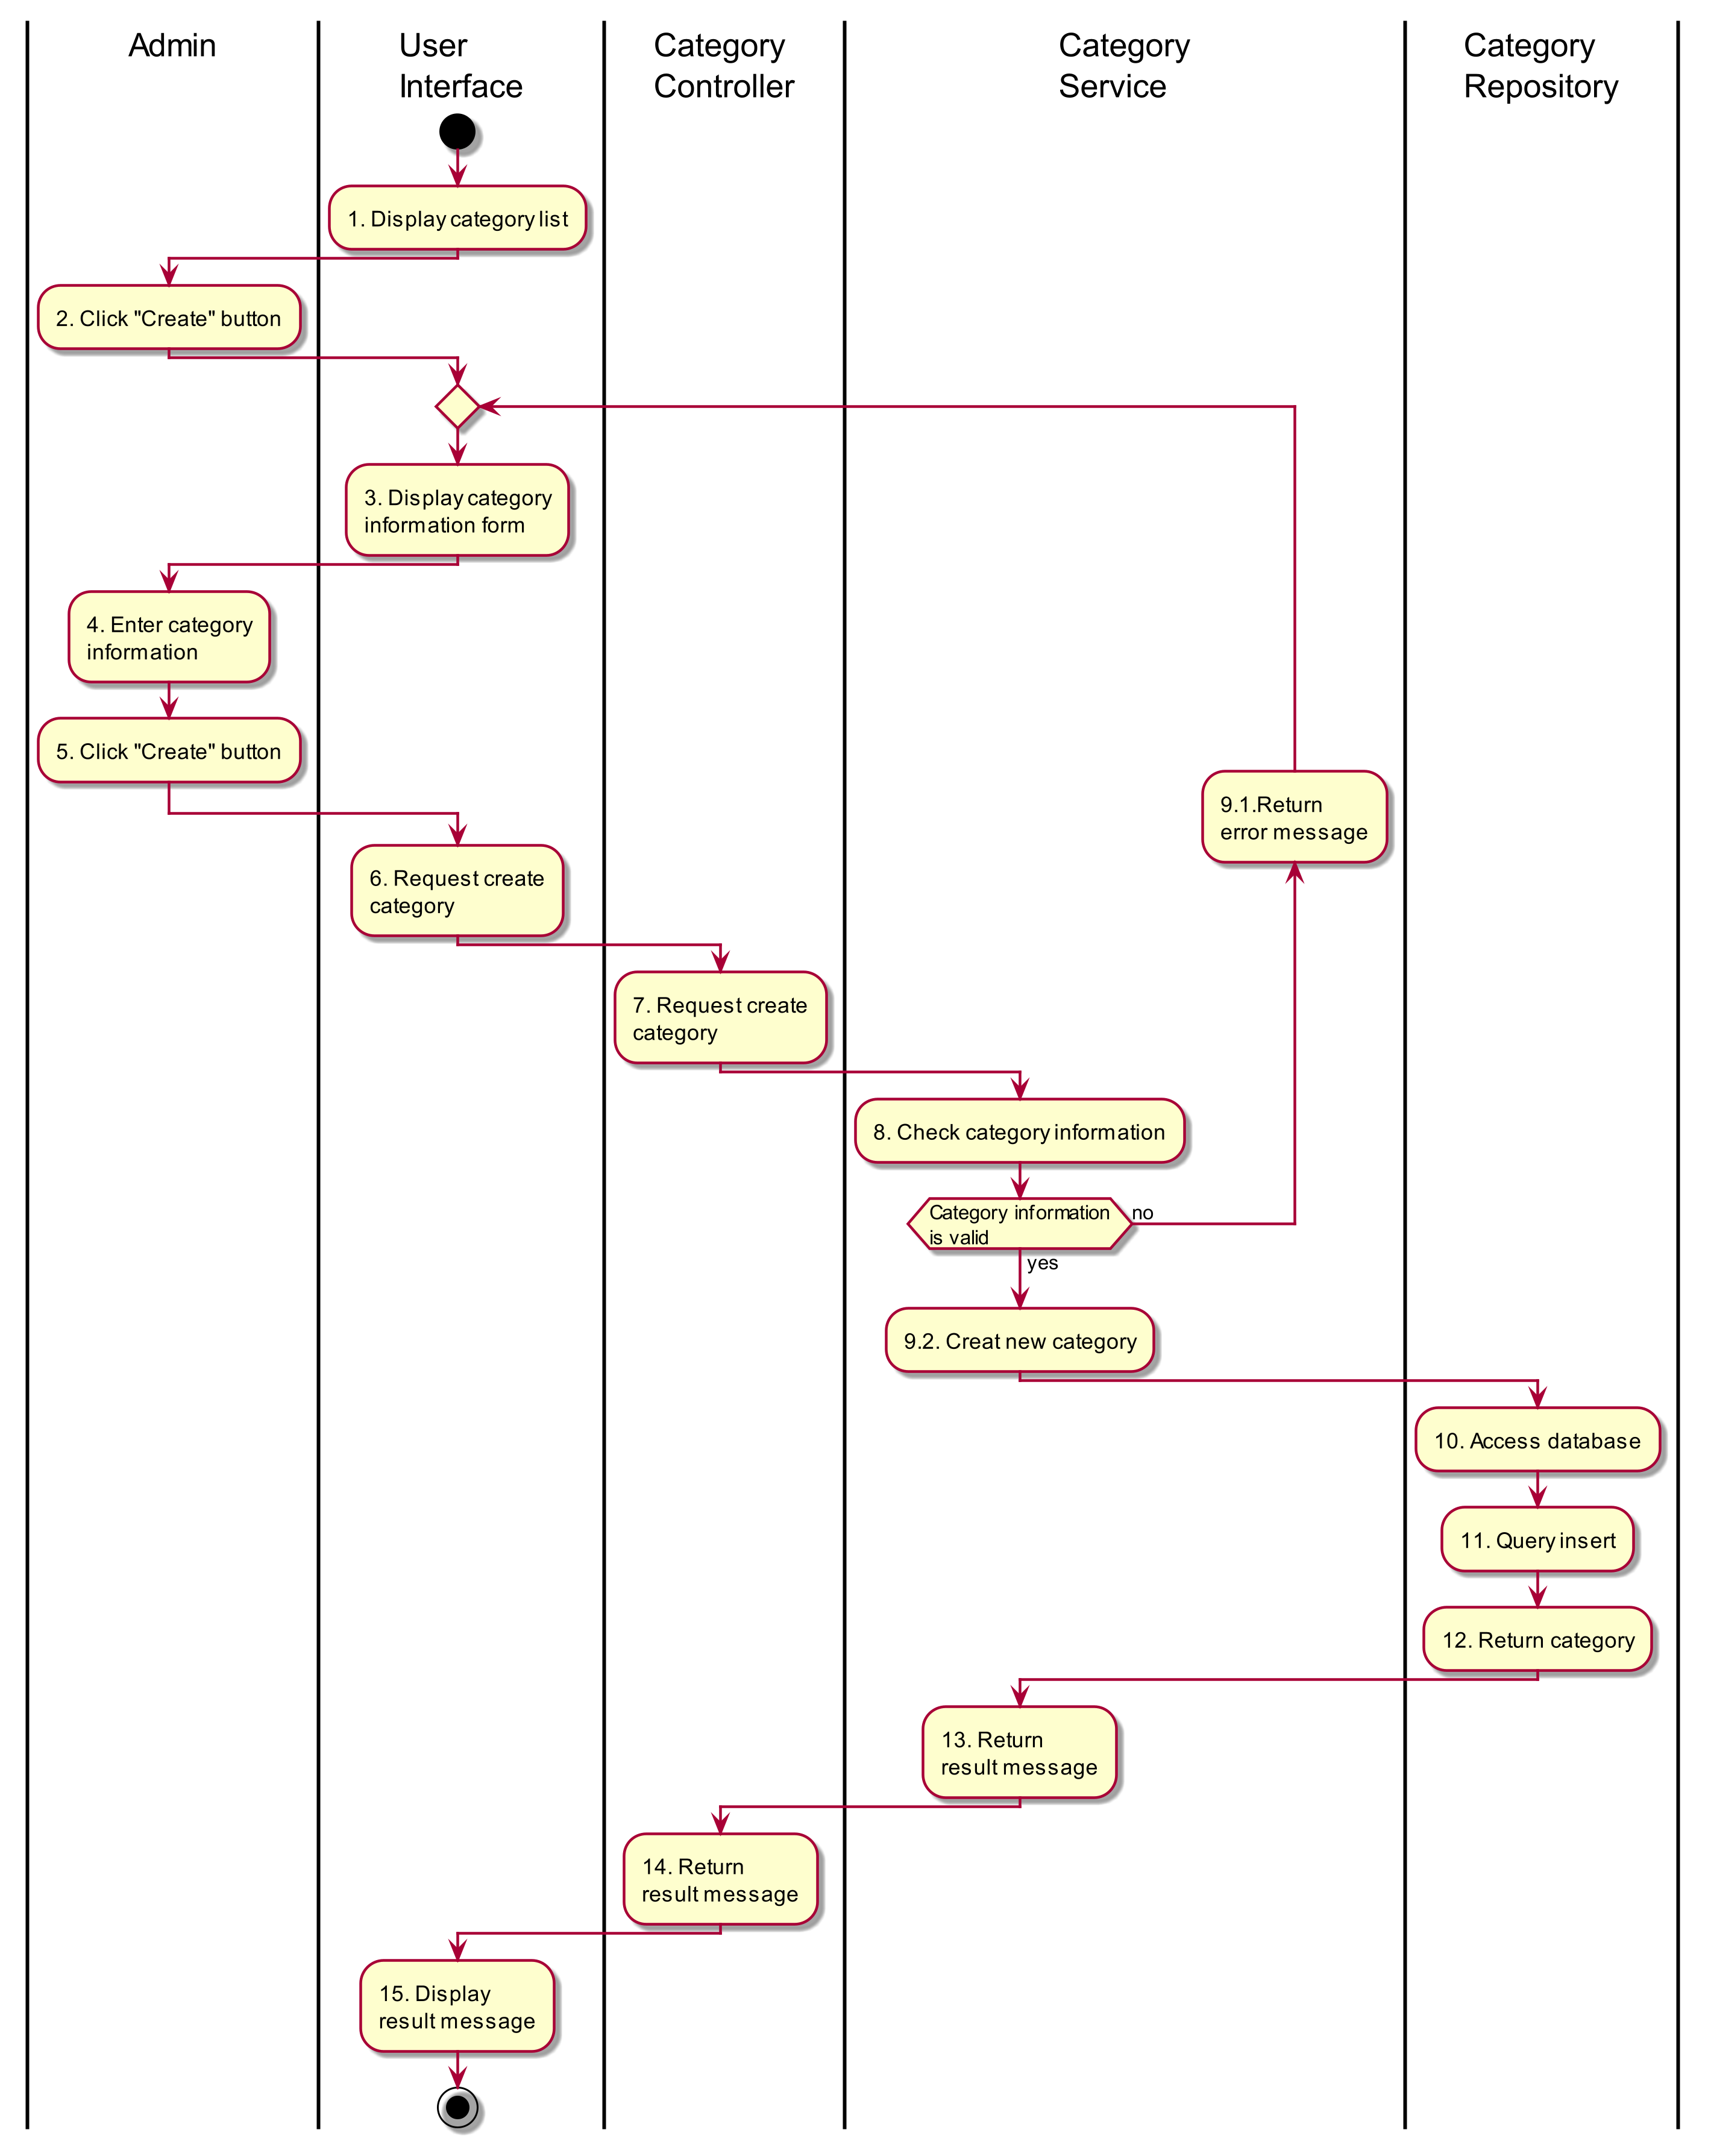 Admin
User
Interface
Category
Controller
Category
Service
Category
Repository
1. Display category list
2. Click "Create" button
3. Display category
information form
4. Enter category
information
5. Click "Create" button
9.1.Return
error message
6. Request create
category
7. Request create
category
8. Check category information
Category information
is valid
no
yes
9.2. Creat new category
10. Access database
11. Query insert
12. Return category
13. Return
result message
14. Return
result message
15. Display
result message